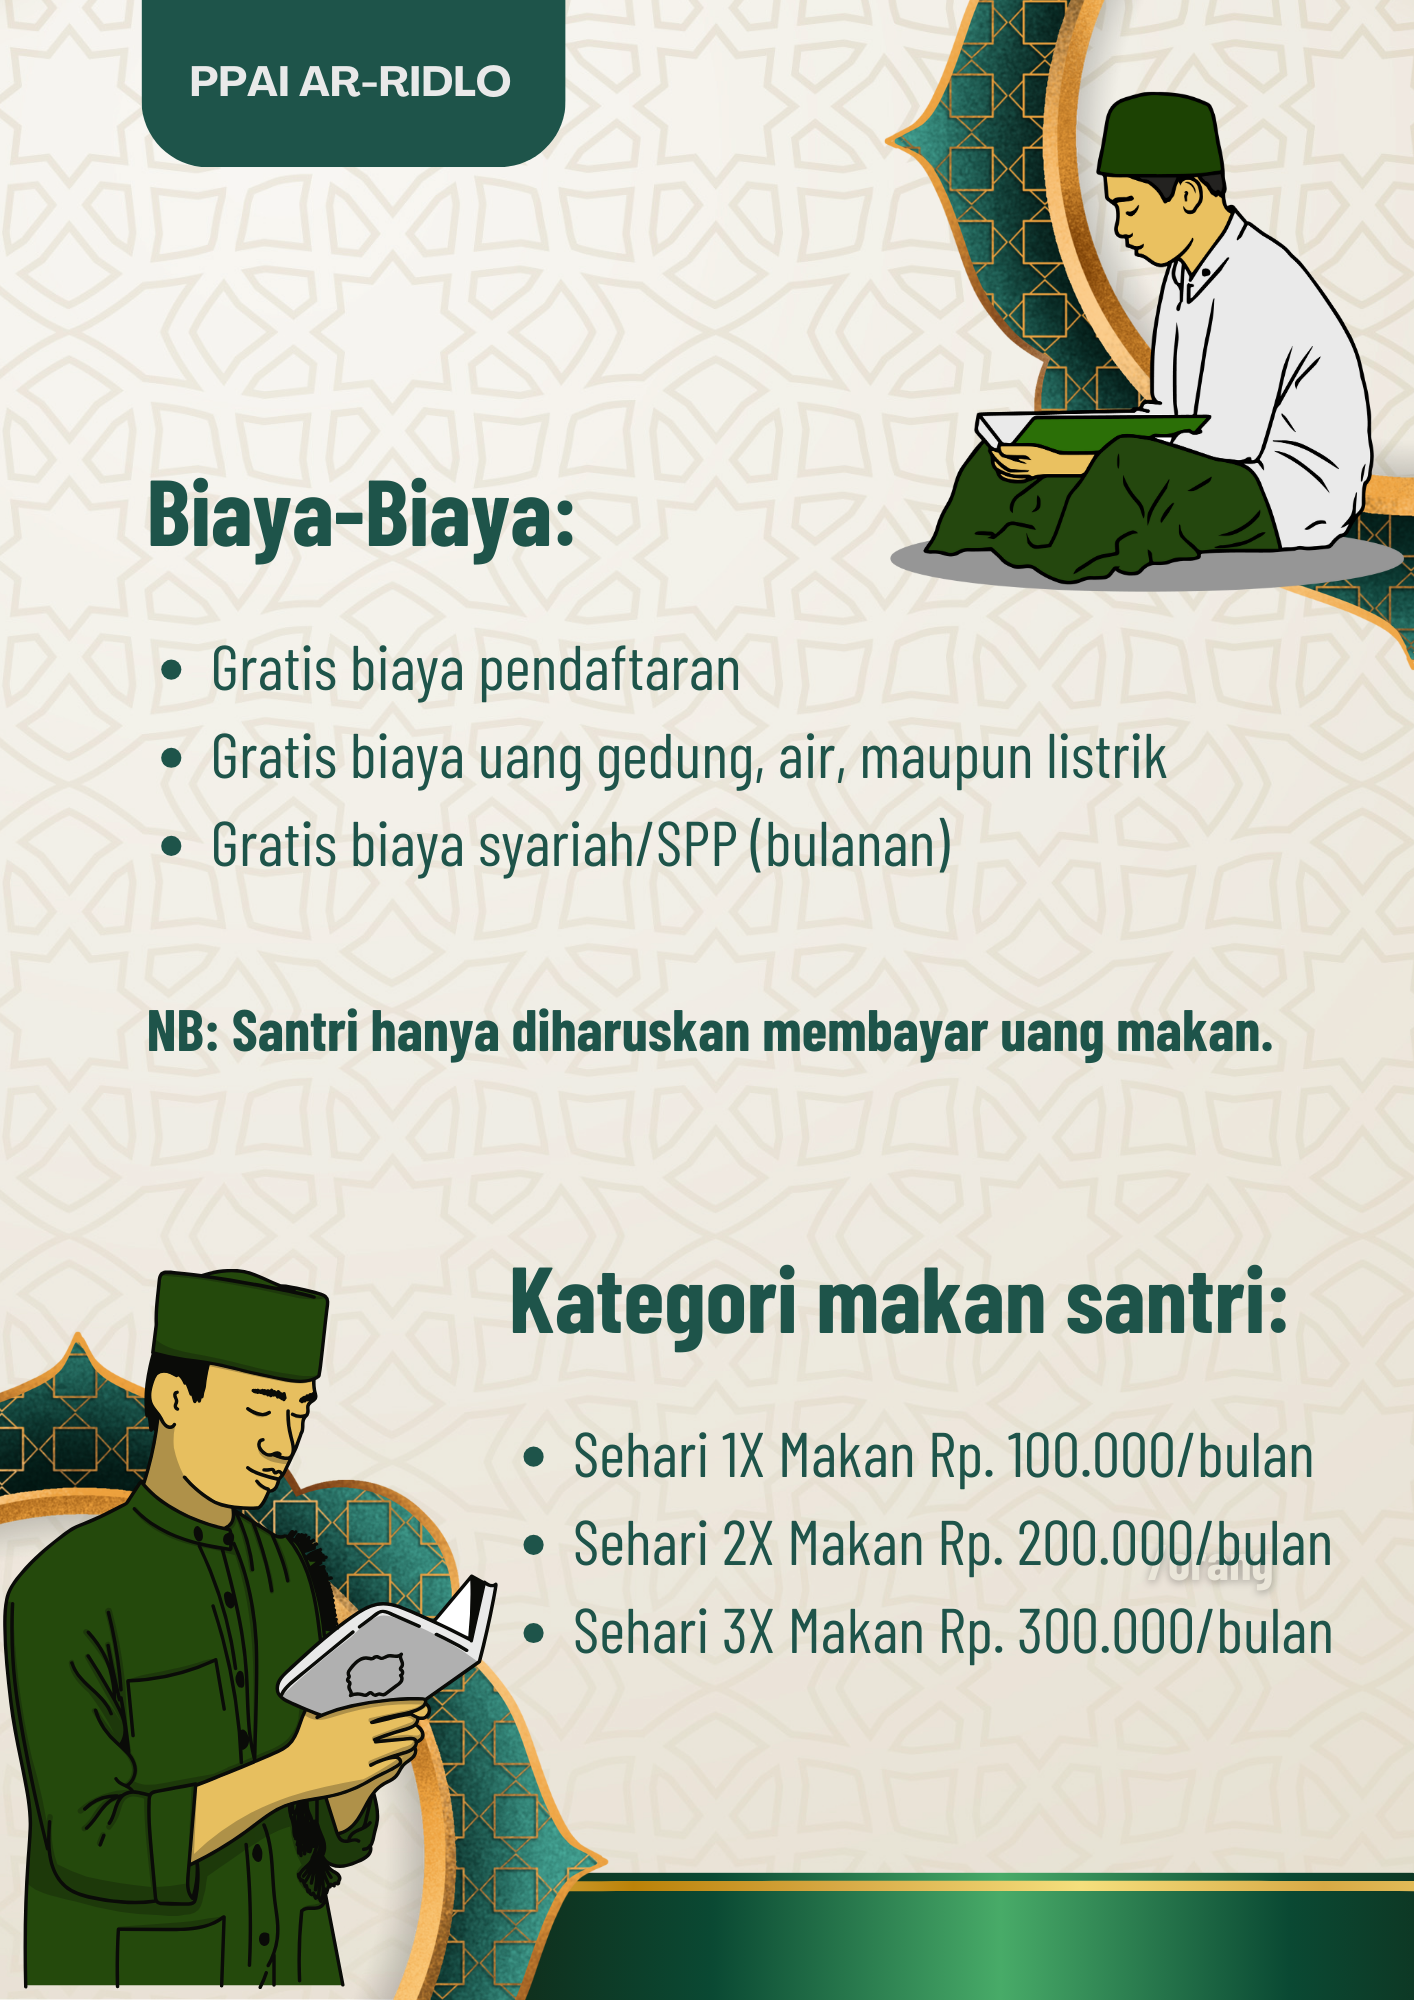 PPAI AR-RIDLO
Biaya-Biaya:
• Gratis biaya pendaftaran
• Gratis biaya uang gedung, air, maupun listrik
• Gratis biaya syariah/SPP (bulanan)
NB: Santri hanya diharuskan membayar uang makan.
Kategori makan santri:
• Sehari 1X Makan Rp. 100.000/bulan
• Sehari 2X Makan Rp. 200.000/bulan
/orang
• Sehari 3X Makan Rp. 300.000/bulan